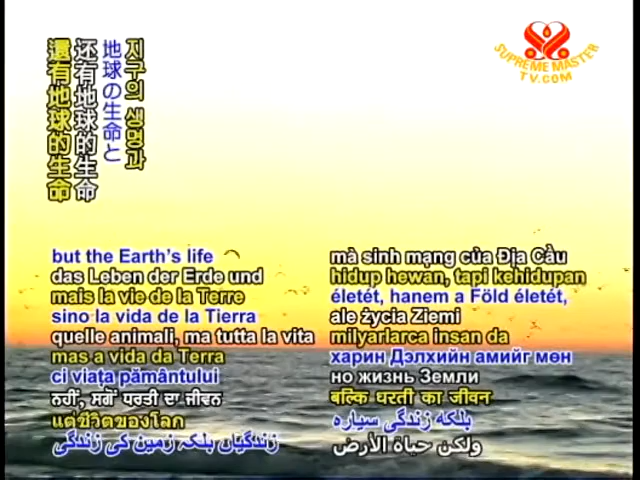 SUPREME MASTER
TV.COM
지구의 생명과
地球の生命と
还有地球的生命
還有地球的生命
but the Earth's life
das Leben der Erde und
mais la vie de la Terre
sino la vida de la Tierra
quelle animali, ma tutta la vita
mas a vida da Terra
ci viaţa pământului
ਨਹੀਂ, ਸਗੋਂ ਧਰਤੀ ਦਾ ਜੀਵਨ
แต่ชีวิตของโลก
زندگیاں بلکہ زمین کی زندگی
mà sinh mạng của Địa Cầu
hidup hewan, tapi kehidupan
életét, hanem a Föld életét,
ale życia Ziemi
milyarlarca insan da
харин Дэлхийн амийг мөн
но жизнь Земли
बल्कि धरती का जीवन
بلکه زندگی سیاره
ولكن حياة الأرض